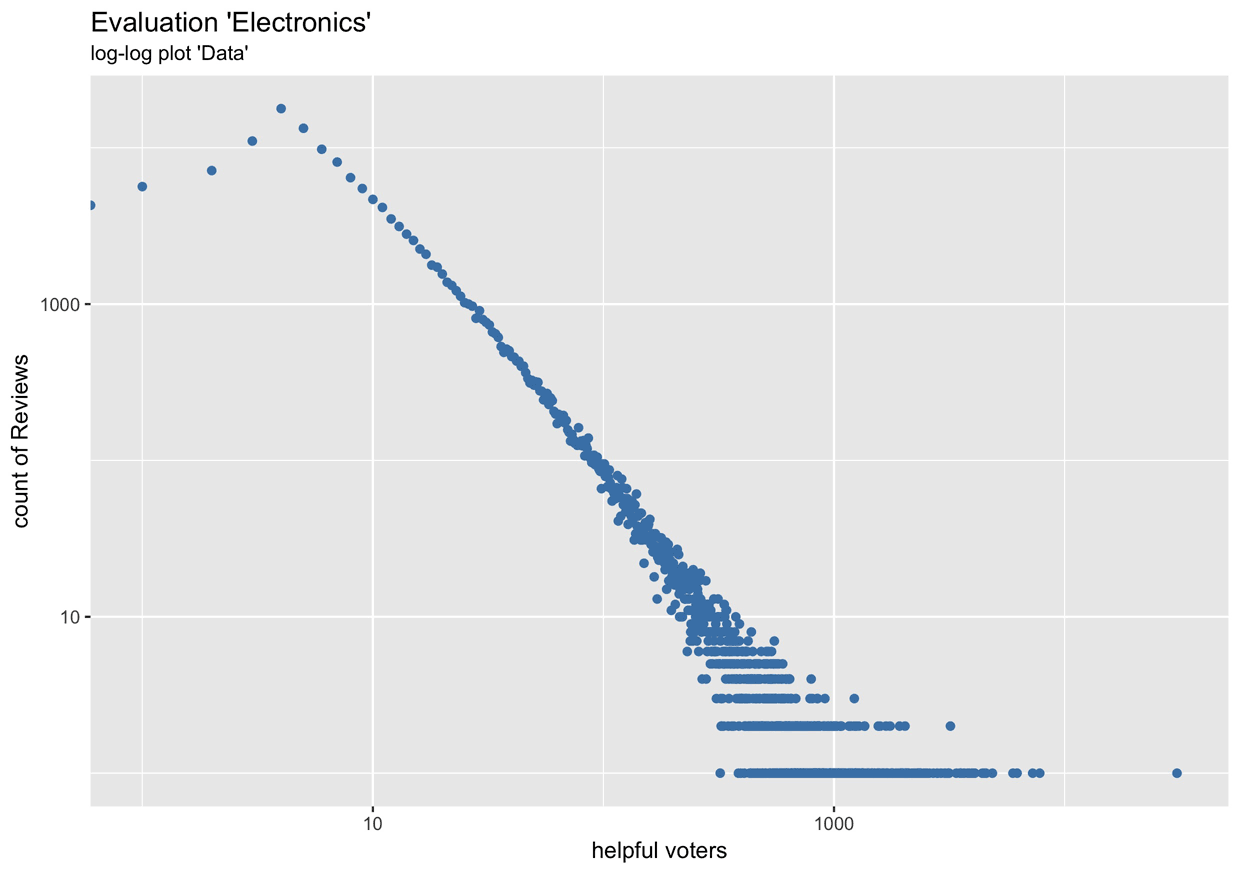 Evaluation 'Electronics'
log-log plot 'Data'
count of Reviews
1000
10
10
1000
helpful voters